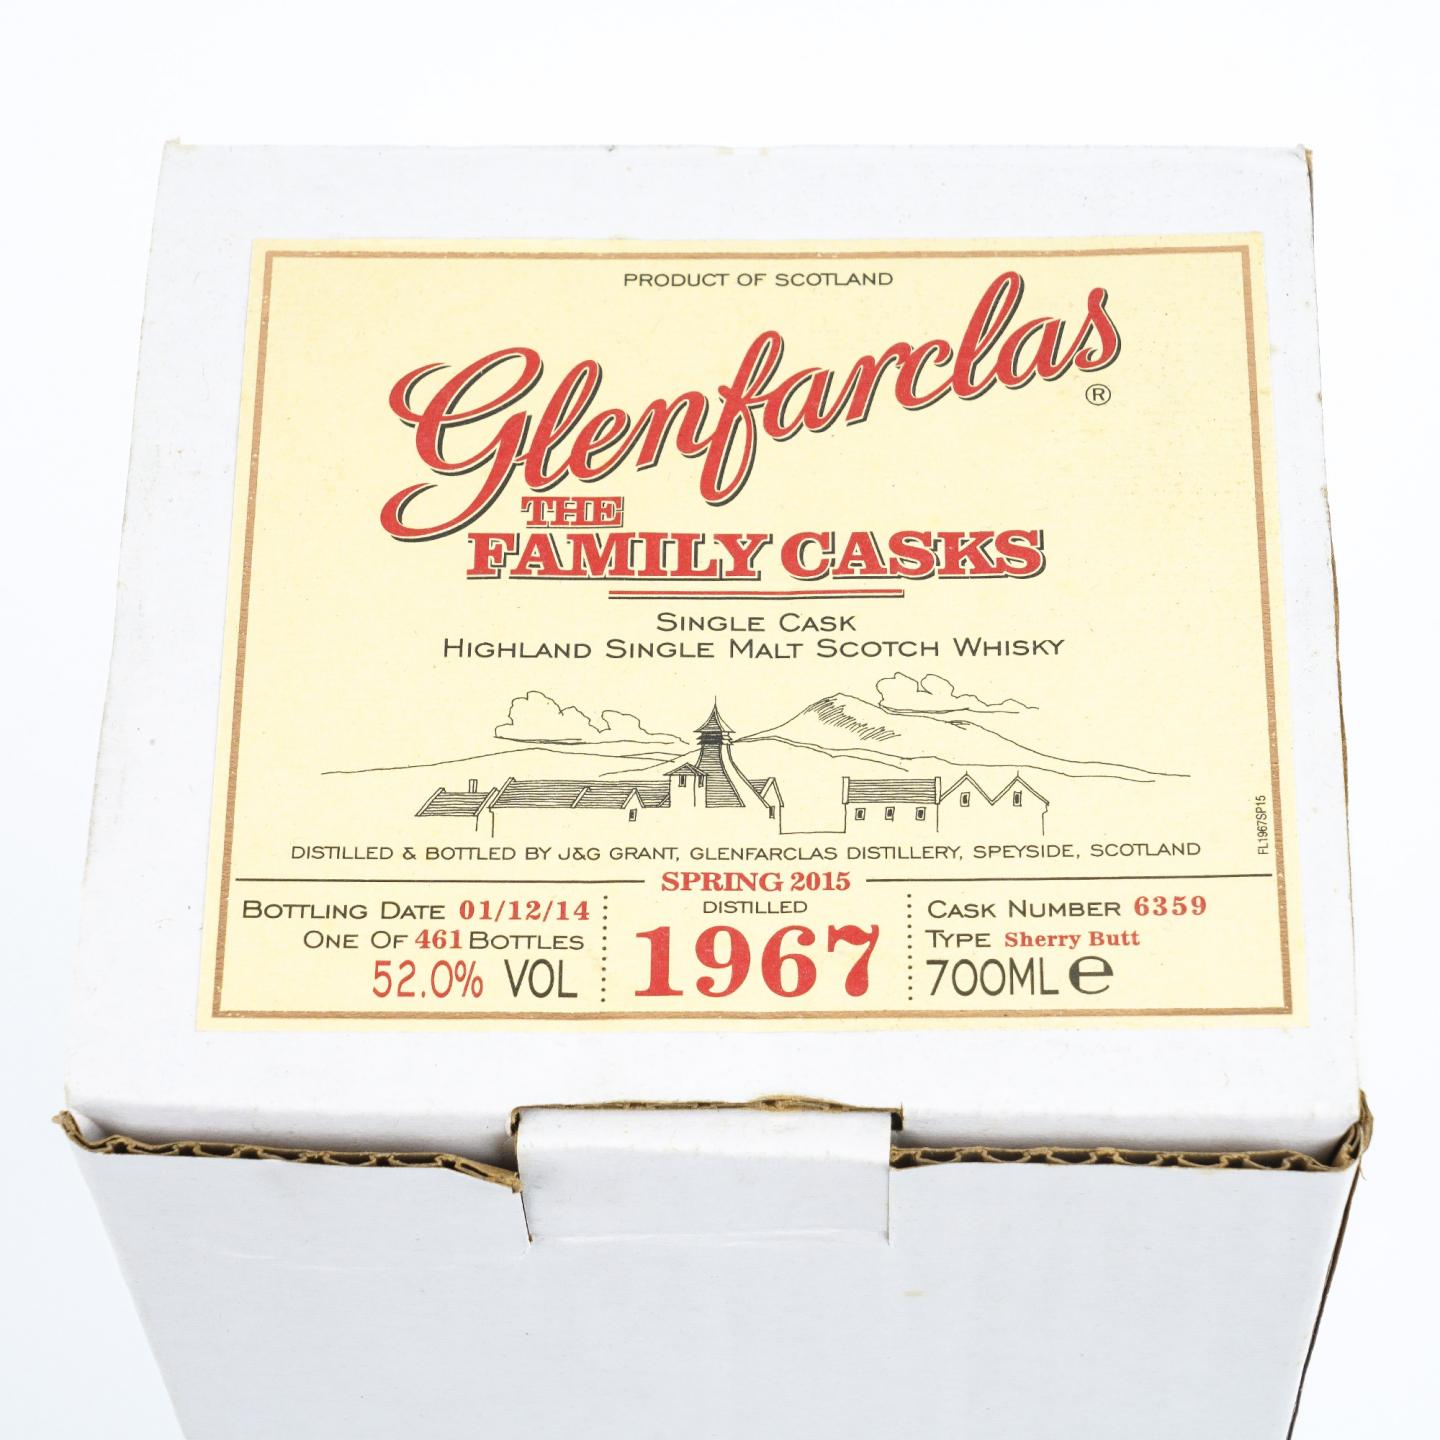 PRODUCT OF SCOTLAND
Glenfarclas ®
THE
FAMILY CASKS
SINGLE CASK
HIGHLAND SINGLE MALT SCOTCH WHISKY
FL1967SP15
DISTILLED & BOTTLED BY J&G GRANT, GLENFARCLAS DISTILLERY, SPEYSIDE, SCOTLAND
SPRING 2015
BOTTLING DATE 01/12/14
ONE OF 461 BOTTLES
52.0% VOL
DISTILLED
1967
CASK NUMBER 6359
TYPE Sherry Butt
700ML e